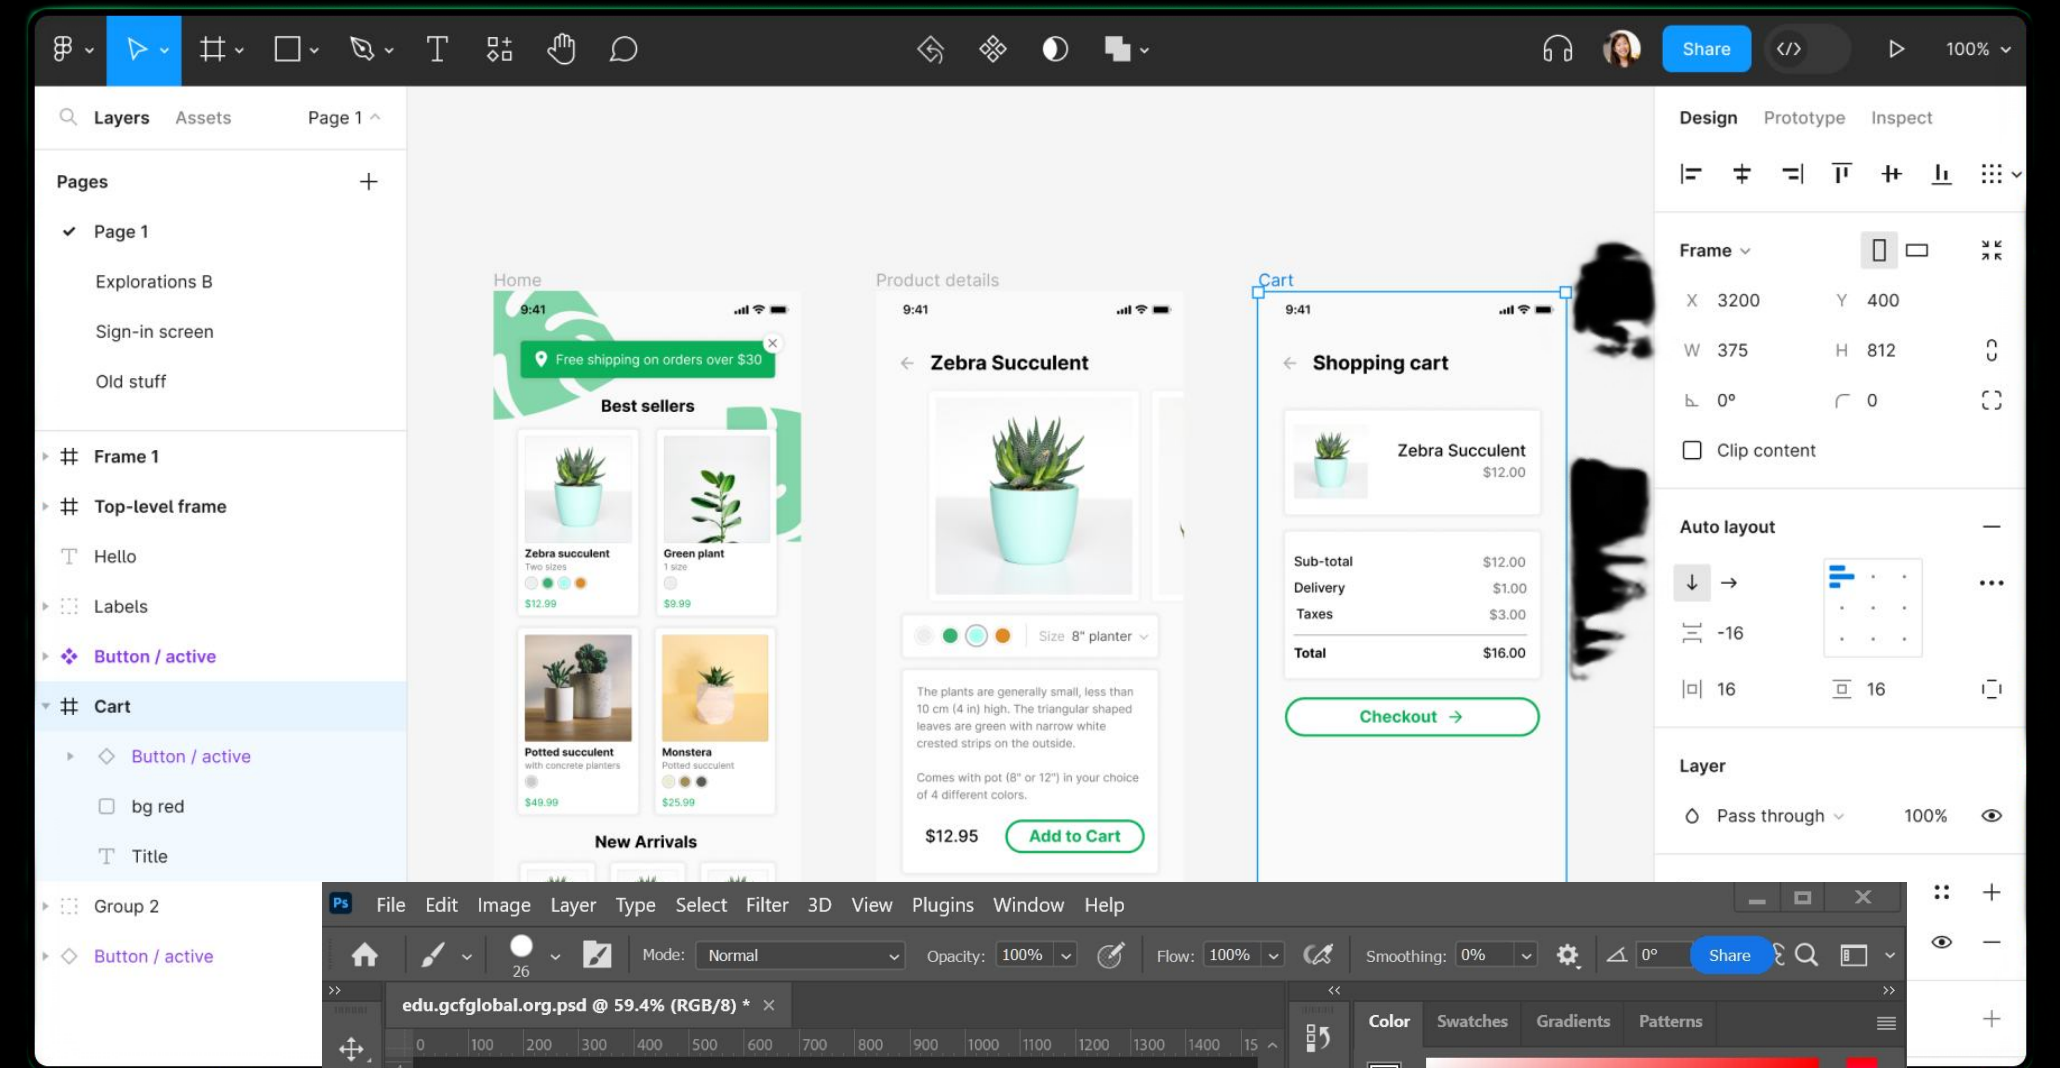 Share
100%
Layers
Assets
Page 1
Pages
Page 1
Explorations B
Sign-in screen
Old stuff
Frame 1
Top-level frame
Hello
Labels
Button / active
Cart
Button / active
bg red
Title
Group 2
Button / active
Home
9:41
Free shipping on orders over $30
Best sellers
Zebra succulent
Two sizes
$12.99
Green plant
1 size
$9.99
Potted succulent
with concrete planters
$49.99
Monstera
Potted succulent
$25.99
New Arrivals
Product details
9:41
Zebra Succulent
Size 8" planter
The plants are generally small, less than
10 cm (4 in) high. The triangular shaped
leaves are green with narrow white
crested strips on the outside.
Comes with pot (8" or 12") in your choice
of 4 different colors.
$12.95
Add to Cart
Cart
9:41
Shopping cart
Zebra Succulent
$12.00
Sub-total $12.00
Delivery $1.00
Taxes $3.00
Total $16.00
Checkout
Design Prototype Inspect
Frame
X 3200 Y 400
W 375 H 812
0° 0
Clip content
Auto layout
-16
16 16
Layer
Pass through 100%
Ps File Edit Image Layer Type Select Filter 3D View Plugins Window Help
26 Mode: Normal Opacity: 100% Flow: 100% Smoothing: 0% 0° Share
edu.gcfglobal.org.psd @ 59.4% (RGB/8) *
Color Swatches Gradients Patterns
0 100 200 300 400 500 600 700 800 900 1000 1100 1200 1300 1400 15